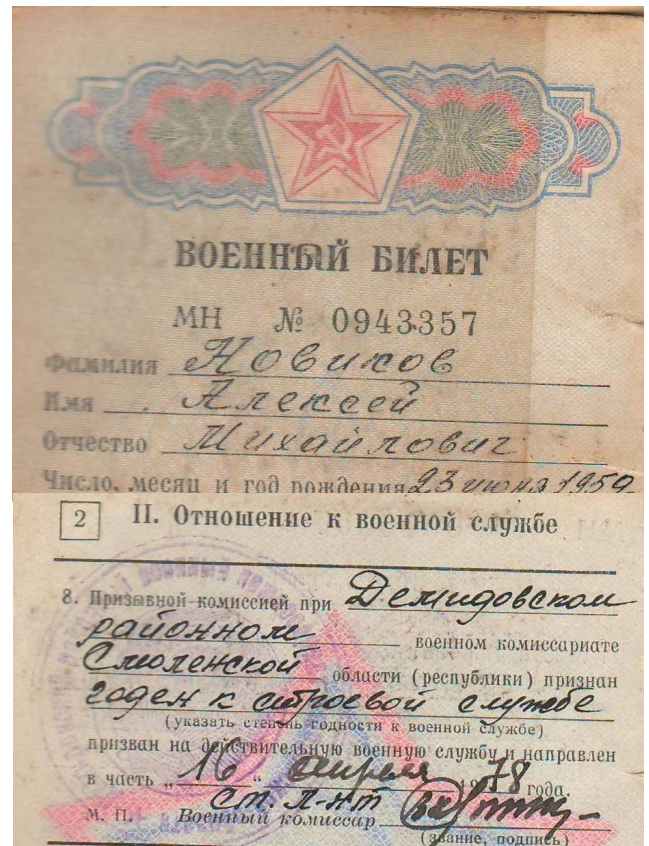 ВОЕННЫЙ БИЛЕТ
МН № 0943357
Фамилия Новиков
Имя Алексей
Отчество Михайлович
Число, месяц и год рождения 23 июня 1959
2 II. Отношение к военной службе
8. Призывной комиссией при Демидовском
районном военном комиссариате
Смоленской области (республики) признан
годен к строевой службе
(указать степень годности к военной службе)
призван на действительную военную службу и направлен
в часть „16“ апреля 1978 года.
ст. л-нт
М. П. Военный комиссар
(звание, подпись)